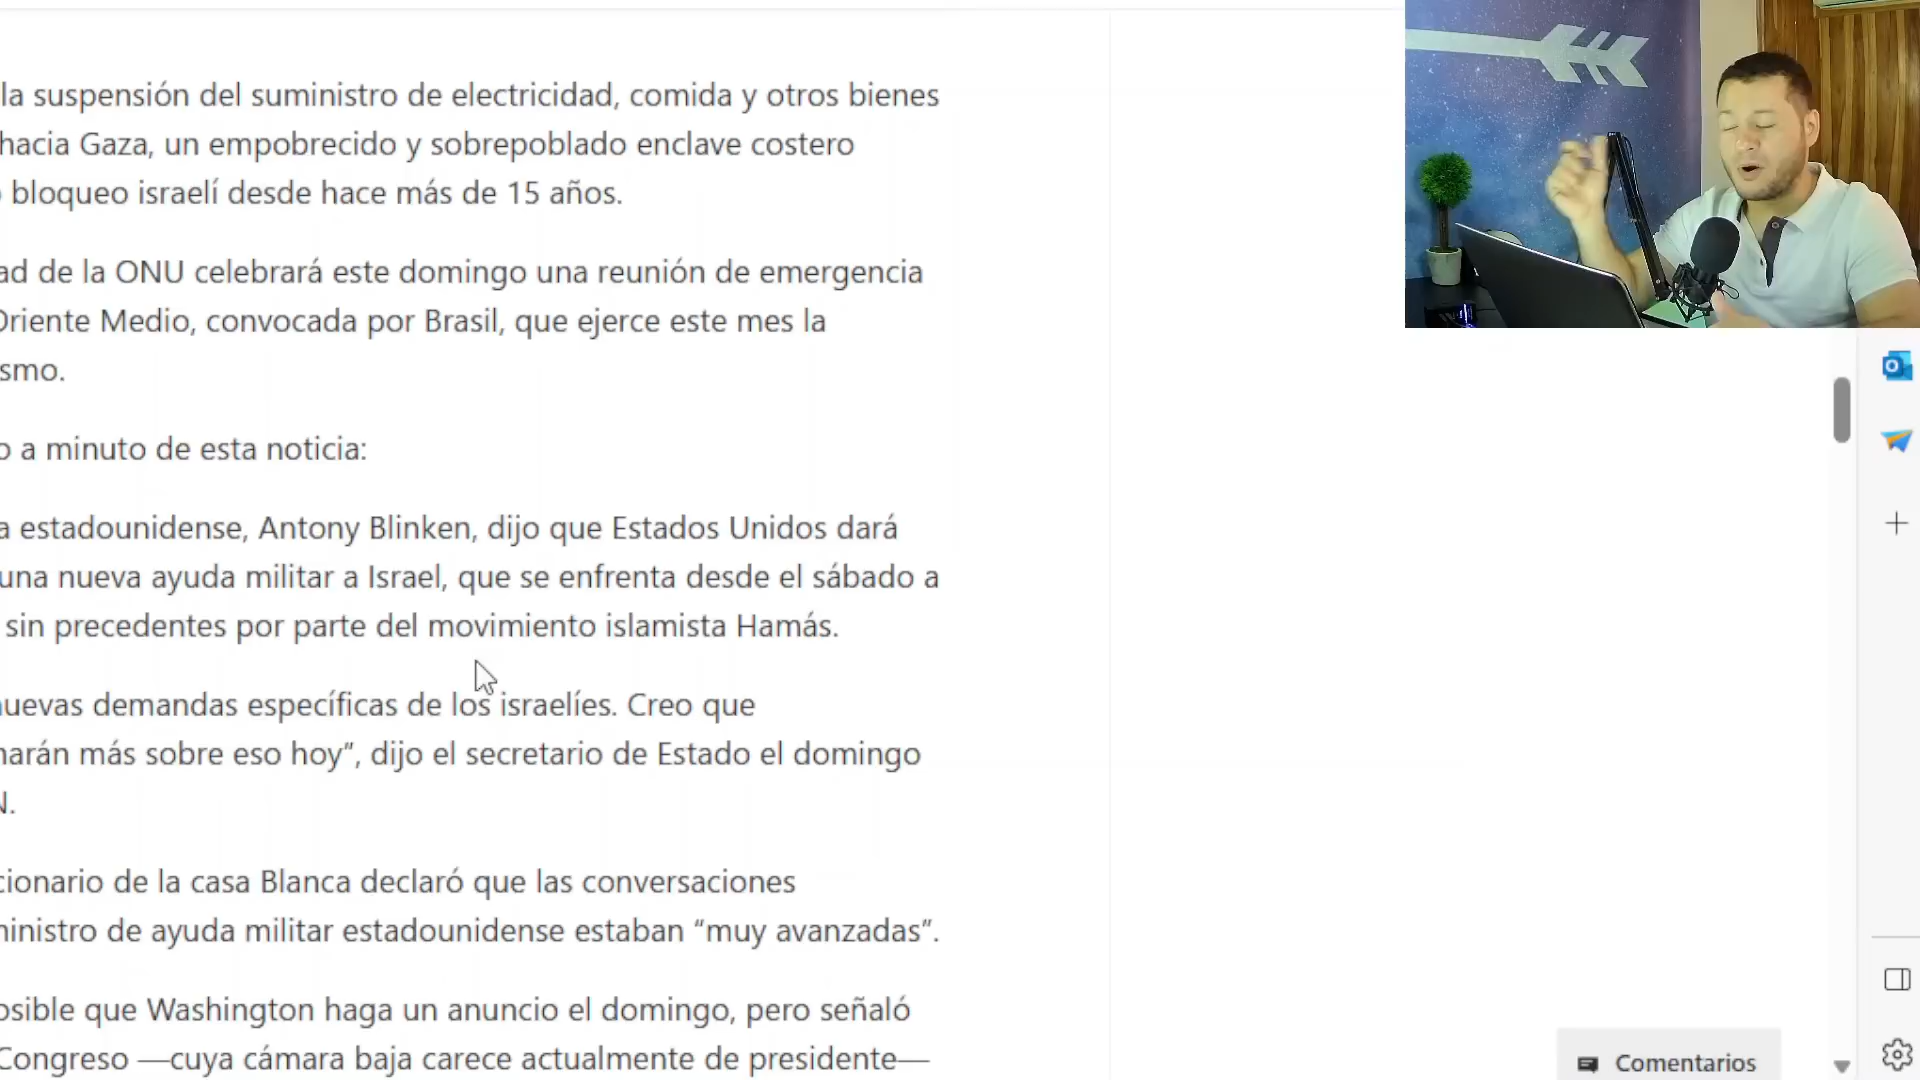 la suspensión del suministro de electricidad, comida y otros bienes
hacia Gaza, un empobrecido y sobrepoblado enclave costero
bloqueo israelí desde hace más de 15 años.
ad de la ONU celebrará este domingo una reunión de emergencia
Oriente Medio, convocada por Brasil, que ejerce este mes la
smo.
o a minuto de esta noticia:
a estadounidense, Antony Blinken, dijo que Estados Unidos dará
una nueva ayuda militar a Israel, que se enfrenta desde el sábado a
sin precedentes por parte del movimiento islamista Hamás.
nuevas demandas específicas de los israelíes. Creo que
marán más sobre eso hoy”, dijo el secretario de Estado el domingo
N.
cionario de la casa Blanca declaró que las conversaciones
ministro de ayuda militar estadounidense estaban “muy avanzadas”.
osible que Washington haga un anuncio el domingo, pero señaló
Congreso —cuya cámara baja carece actualmente de presidente—
Comentarios